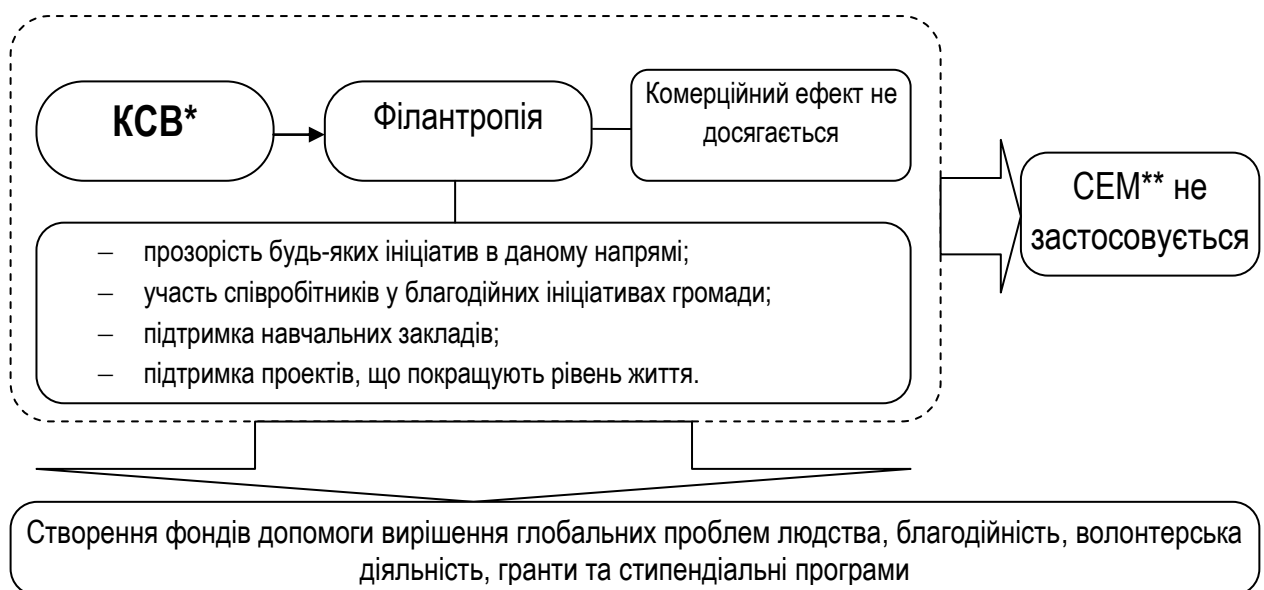 КСВ*
Філантропія
Комерційний ефект не
досягається
СЕМ** не
застосовується
– прозорість будь-яких ініціатив в даному напрямі;
– участь співробітників у благодійних ініціативах громади;
– підтримка навчальних закладів;
– підтримка проектів, що покращують рівень життя.
Створення фондів допомоги вирішення глобальних проблем людства, благодійність, волонтерська
діяльність, гранти та стипендіальні програми